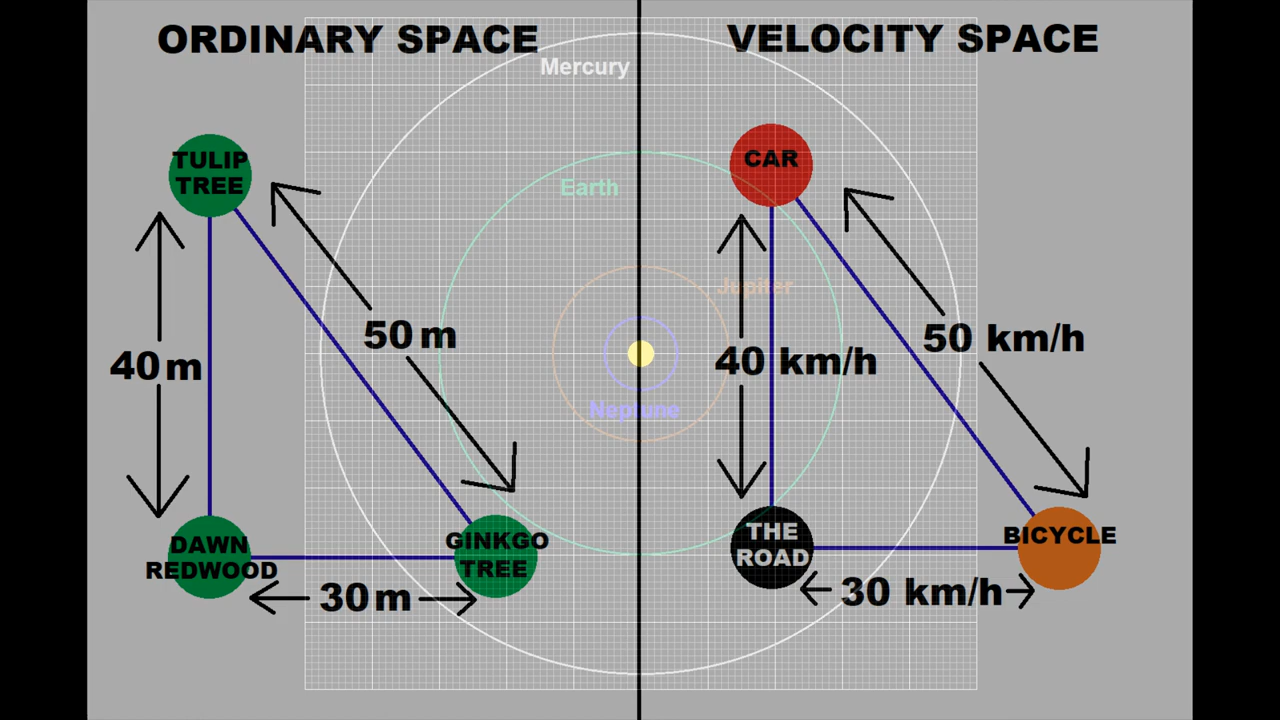 ORDINARY SPACE
VELOCITY SPACE
Mercury
Earth
Jupiter
Neptune
TULIP
TREE
40 m
50 m
DAWN
REDWOOD
GINKGO
TREE
30 m
CAR
40 km/h
50 km/h
THE
ROAD
BICYCLE
30 km/h